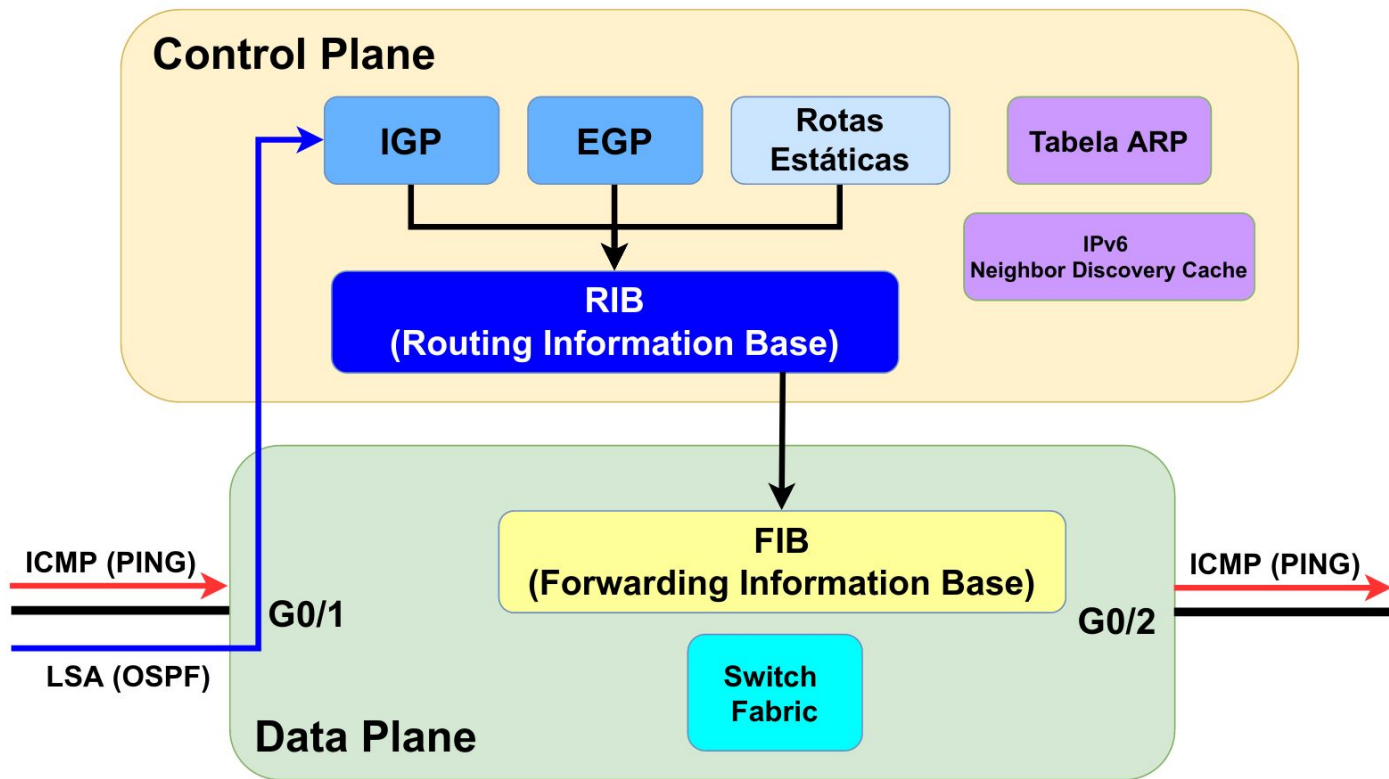 Control Plane
IGP
EGP
Rotas
Estáticas
Tabela ARP
IPv6
Neighbor Discovery Cache
RIB
(Routing Information Base)
ICMP (PING)
G0/1
LSA (OSPF)
FIB
(Forwarding Information Base)
ICMP (PING)
G0/2
Switch
Fabric
Data Plane